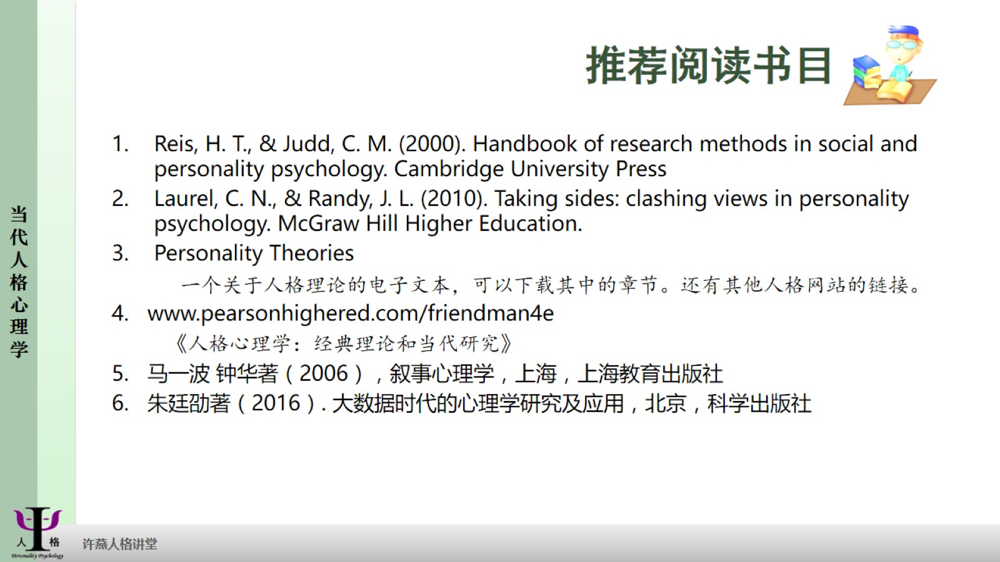 推荐阅读书目
1. Reis, H. T., & Judd, C. M. (2000). Handbook of research methods in social and
personality psychology. Cambridge University Press
2. Laurel, C. N., & Randy, J. L. (2010). Taking sides: clashing views in personality
psychology. McGraw Hill Higher Education.
3. Personality Theories
一个关于人格理论的电子文本，可以下载其中的章节。还有其他人格网站的链接。
4. www.pearsonhighered.com/friendman4e
《人格心理学：经典理论和当代研究》
5. 马一波 钟华著（2006），叙事心理学，上海，上海教育出版社
6. 朱廷劭著（2016）. 大数据时代的心理学研究及应用，北京，科学出版社
当代人格心理学
人格
Personality Psychology
许燕人格讲堂